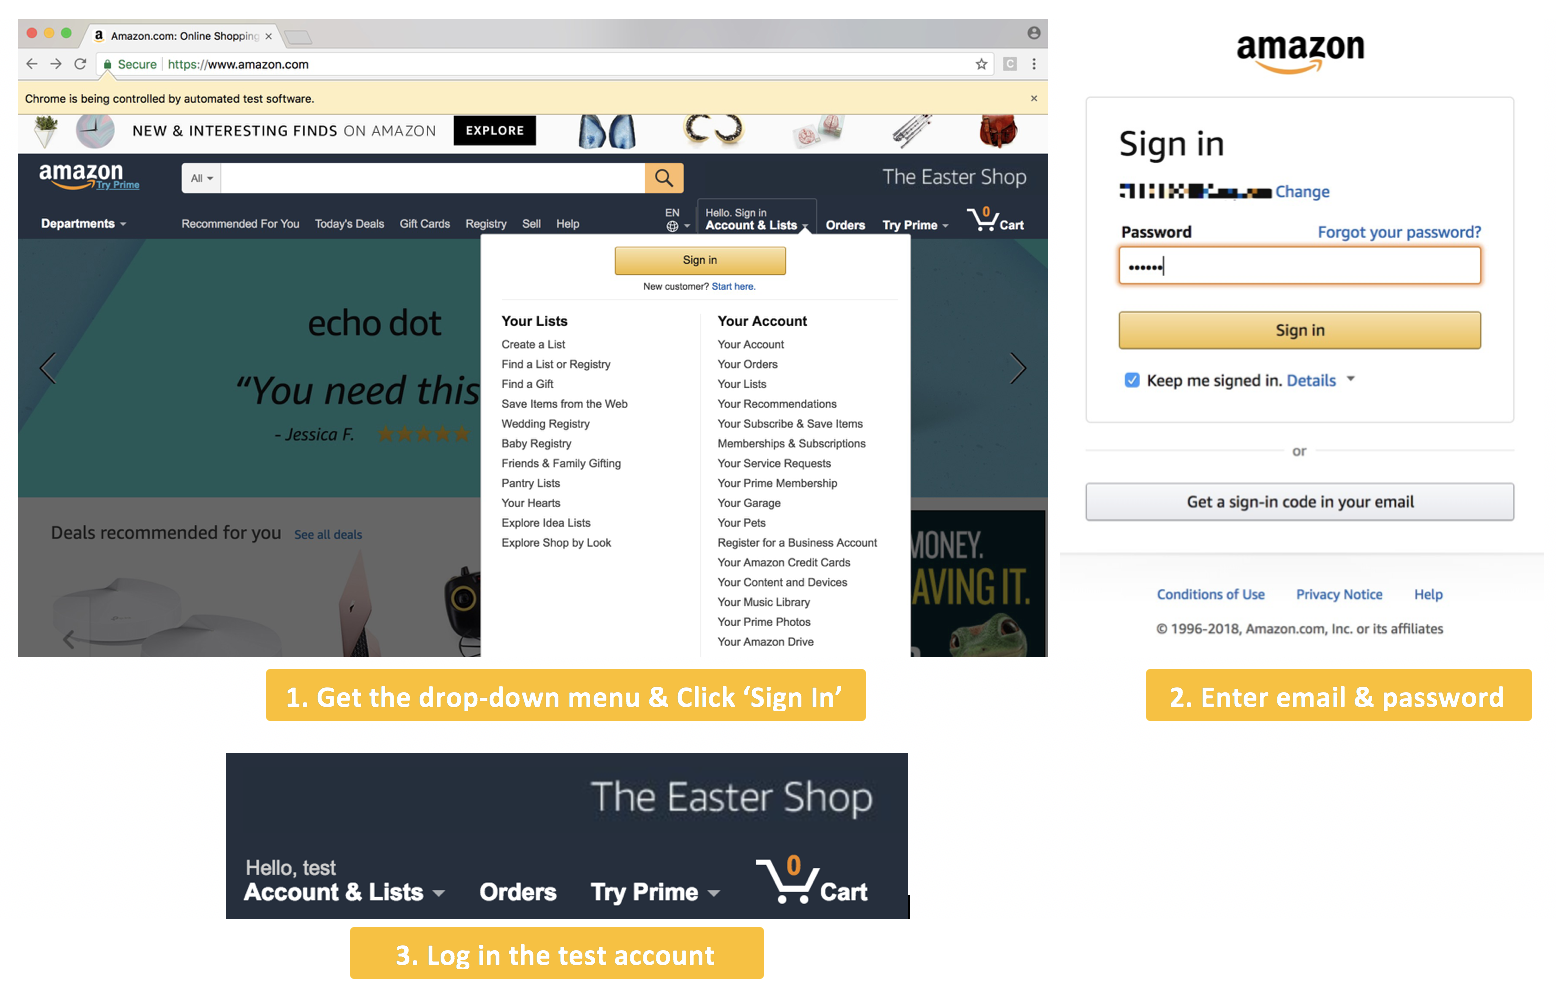 Amazon.com: Online Shopping
Secure https://www.amazon.com
Chrome is being controlled by automated test software.
NEW & INTERESTING FINDS ON AMAZON EXPLORE
amazon
Try Prime
All
The Easter Shop
Departments
Recommended For You Today's Deals Gift Cards Registry Sell Help
EN
Hello. Sign in
Account & Lists
Orders
Try Prime
0
Cart
Sign in
New customer? Start here.
Your Lists
Create a List
Find a List or Registry
Find a Gift
Save Items from the Web
Wedding Registry
Baby Registry
Friends & Family Gifting
Pantry Lists
Your Hearts
Explore Idea Lists
Explore Shop by Look
Your Account
Your Account
Your Orders
Your Lists
Your Recommendations
Your Subscribe & Save Items
Memberships & Subscriptions
Your Service Requests
Your Prime Membership
Your Garage
Your Pets
Register for a Business Account
Your Amazon Credit Cards
Your Content and Devices
Your Music Library
Your Prime Photos
Your Amazon Drive
echo dot
“You need this
- Jessica F.
Deals recommended for you See all deals
MONEY.
AVING IT.
1. Get the drop-down menu & Click ‘Sign In’
amazon
Sign in
Change
Password Forgot your password?
Sign in
Keep me signed in. Details
or
Get a sign-in code in your email
Conditions of Use Privacy Notice Help
© 1996-2018, Amazon.com, Inc. or its affiliates
2. Enter email & password
The Easter Shop
Hello, test
Account & Lists Orders Try Prime 0 Cart
3. Log in the test account